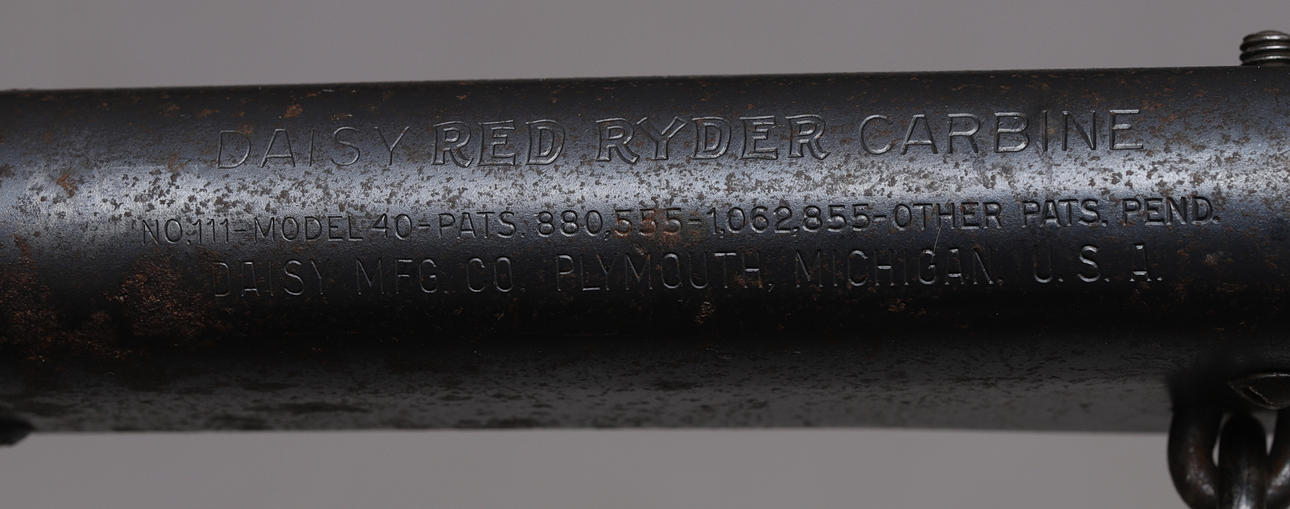 DAISY RED RYDER CARBINE
NO.111-MODEL 40-PATS. 880,555-1,062,855-OTHER PATS. PEND.
DAISY MFG. CO. PLYMOUTH, MICHIGAN, U. S. A.